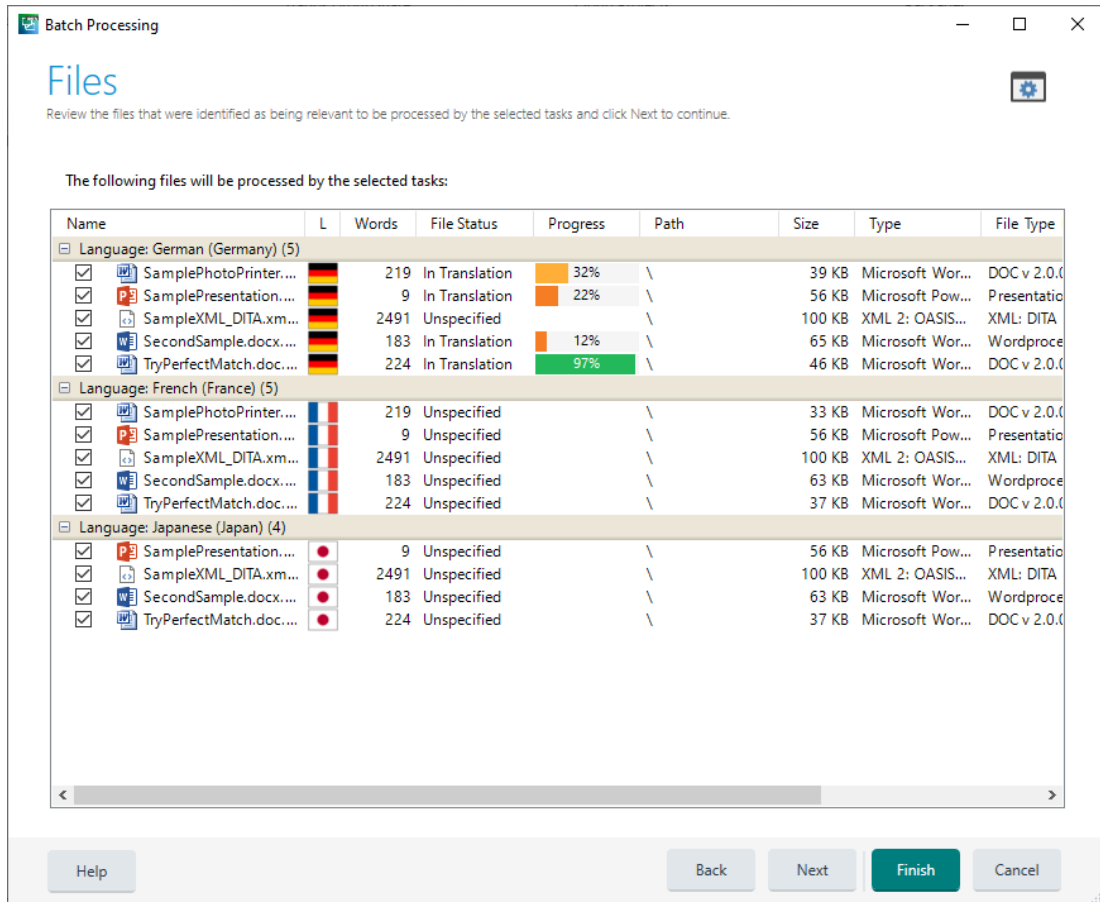 Batch Processing
Files
Review the files that were identified as being relevant to be processed by the selected tasks and click Next to continue.
The following files will be processed by the selected tasks:
Name L Words File Status Progress Path Size Type File Type
Language: German (Germany) (5)
SamplePhotoPrinter.... 219 In Translation 32% \ 39 KB Microsoft Wor... DOC v 2.0.0
SamplePresentation.... 9 In Translation 22% \ 56 KB Microsoft Pow... Presentatio
SampleXML_DITA.xm... 2491 Unspecified \ 100 KB XML 2: OASIS... XML: DITA
SecondSample.docx.... 183 In Translation 12% \ 65 KB Microsoft Wor... Wordproce
TryPerfectMatch.doc.... 224 In Translation 97% \ 46 KB Microsoft Wor... DOC v 2.0.0
Language: French (France) (5)
SamplePhotoPrinter.... 219 Unspecified \ 33 KB Microsoft Wor... DOC v 2.0.0
SamplePresentation.... 9 Unspecified \ 56 KB Microsoft Pow... Presentatio
SampleXML_DITA.xm... 2491 Unspecified \ 100 KB XML 2: OASIS... XML: DITA
SecondSample.docx.... 183 Unspecified \ 63 KB Microsoft Wor... Wordproce
TryPerfectMatch.doc.... 224 Unspecified \ 37 KB Microsoft Wor... DOC v 2.0.0
Language: Japanese (Japan) (4)
SamplePresentation.... 9 Unspecified \ 56 KB Microsoft Pow... Presentatio
SampleXML_DITA.xm... 2491 Unspecified \ 100 KB XML 2: OASIS... XML: DITA
SecondSample.docx.... 183 Unspecified \ 63 KB Microsoft Wor... Wordproce
TryPerfectMatch.doc.... 224 Unspecified \ 37 KB Microsoft Wor... DOC v 2.0.0
Help Back Next Finish Cancel